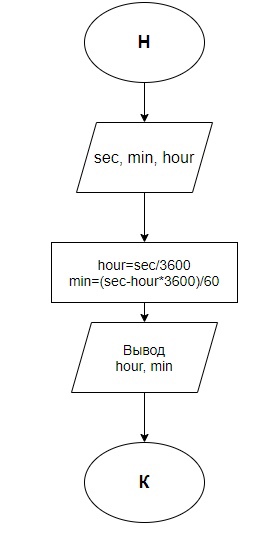 Н
sec, min, hour
hour=sec/3600
min=(sec-hour*3600)/60
Вывод
hour, min
К